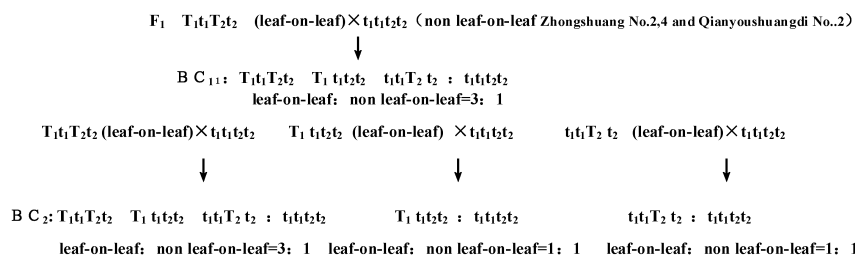 F₁ T₁t₁T₂t₂ (leaf-on-leaf)×t₁t₁t₂t₂（non leaf-on-leaf Zhongshuang No.2,4 and Qianyoushuangdi No..2）
ＢＣ₁₁：T₁t₁T₂t₂ T₁ t₁t₂t₂ t₁t₁T₂ t₂：t₁t₁t₂t₂
leaf-on-leaf：non leaf-on-leaf=3：1
T₁t₁T₂t₂ (leaf-on-leaf)×t₁t₁t₂t₂ T₁ t₁t₂t₂ (leaf-on-leaf) ×t₁t₁t₂t₂ t₁t₁T₂ t₂ (leaf-on-leaf)×t₁t₁t₂t₂
ＢＣ₂: T₁t₁T₂t₂ T₁ t₁t₂t₂ t₁t₁T₂ t₂：t₁t₁t₂t₂ T₁ t₁t₂t₂：t₁t₁t₂t₂ t₁t₁T₂ t₂：t₁t₁t₂t₂
leaf-on-leaf：non leaf-on-leaf=3：1 leaf-on-leaf：non leaf-on-leaf=1：1 leaf-on-leaf：non leaf-on-leaf=1：1